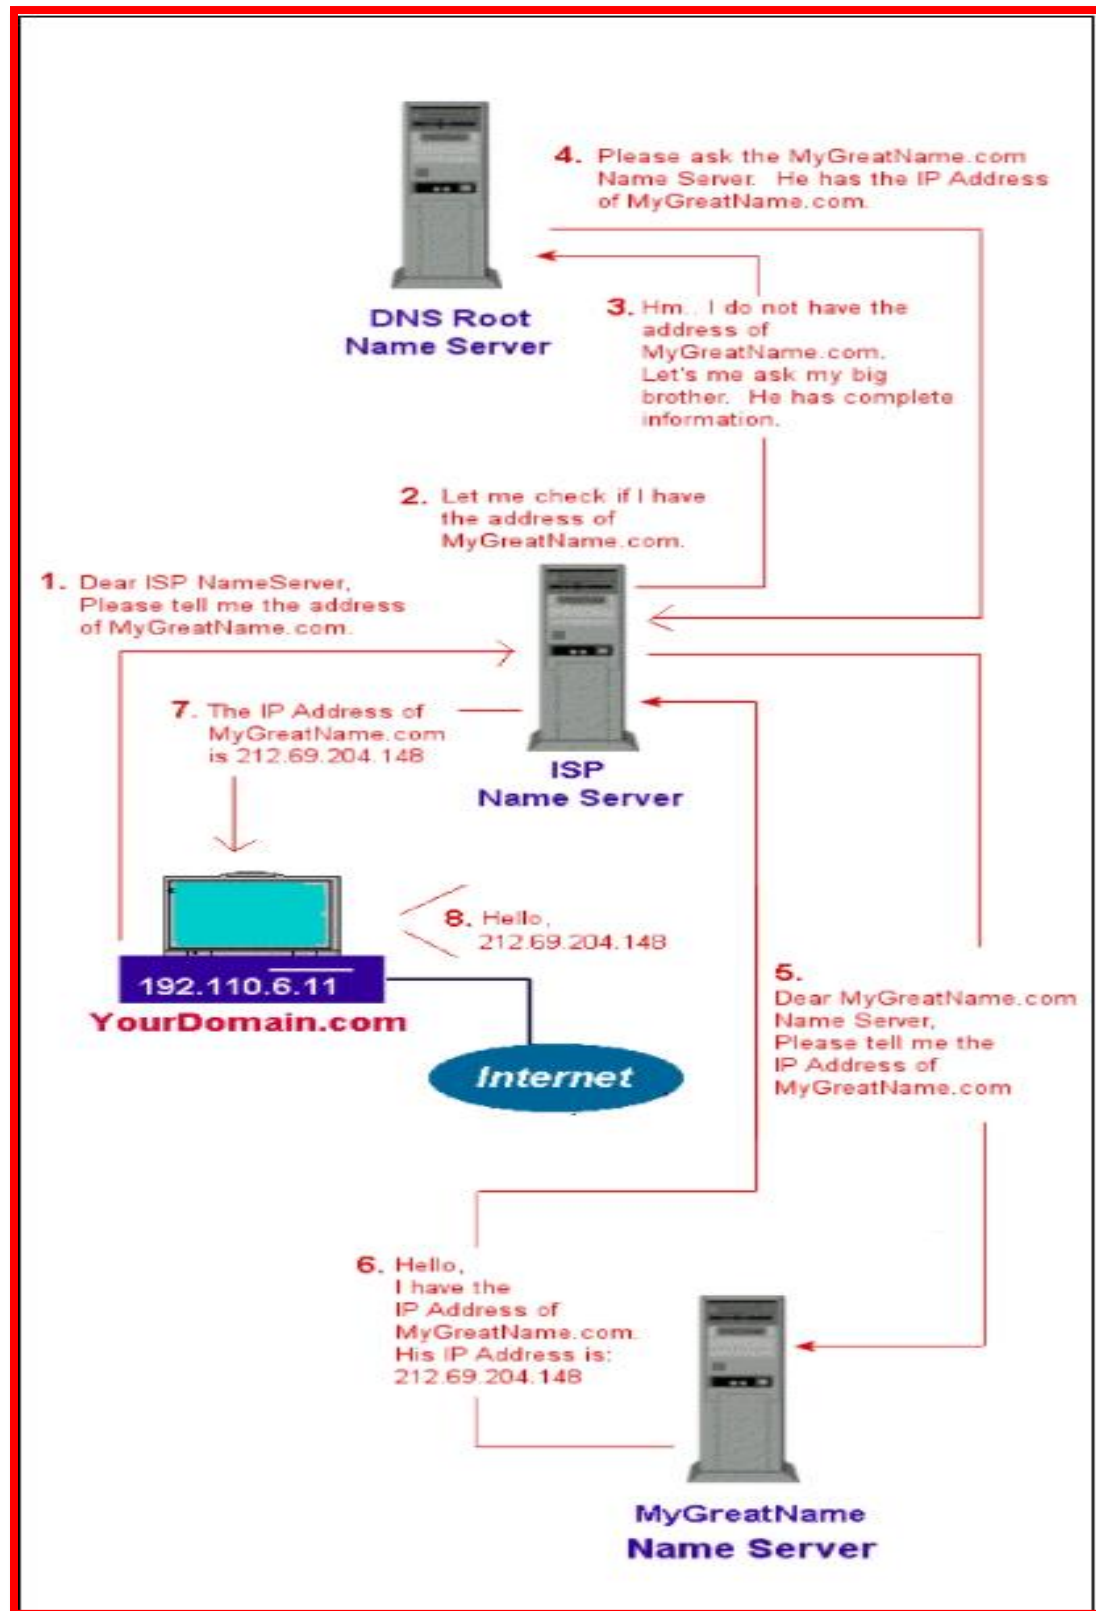 4. Please ask the MyGreatName.com
Name Server. He has the IP Address
of MyGreatName.com.
DNS Root
Name Server
3. Hm.. I do not have the
address of
MyGreatName.com.
Let's me ask my big
brother. He has complete
information.
2. Let me check if I have
the address of
MyGreatName.com.
1. Dear ISP NameServer,
Please tell me the address
of MyGreatName.com.
7. The IP Address of
MyGreatName.com
is 212.69.204.148
ISP
Name Server
8. Hello,
212.69.204.148
192.110.6.11
YourDomain.com
Internet
5.
Dear MyGreatName.com
Name Server,
Please tell me the
IP Address of
MyGreatName.com
6. Hello,
I have the
IP Address of
MyGreatName.com.
His IP Address is:
212.69.204.148
MyGreatName
Name Server